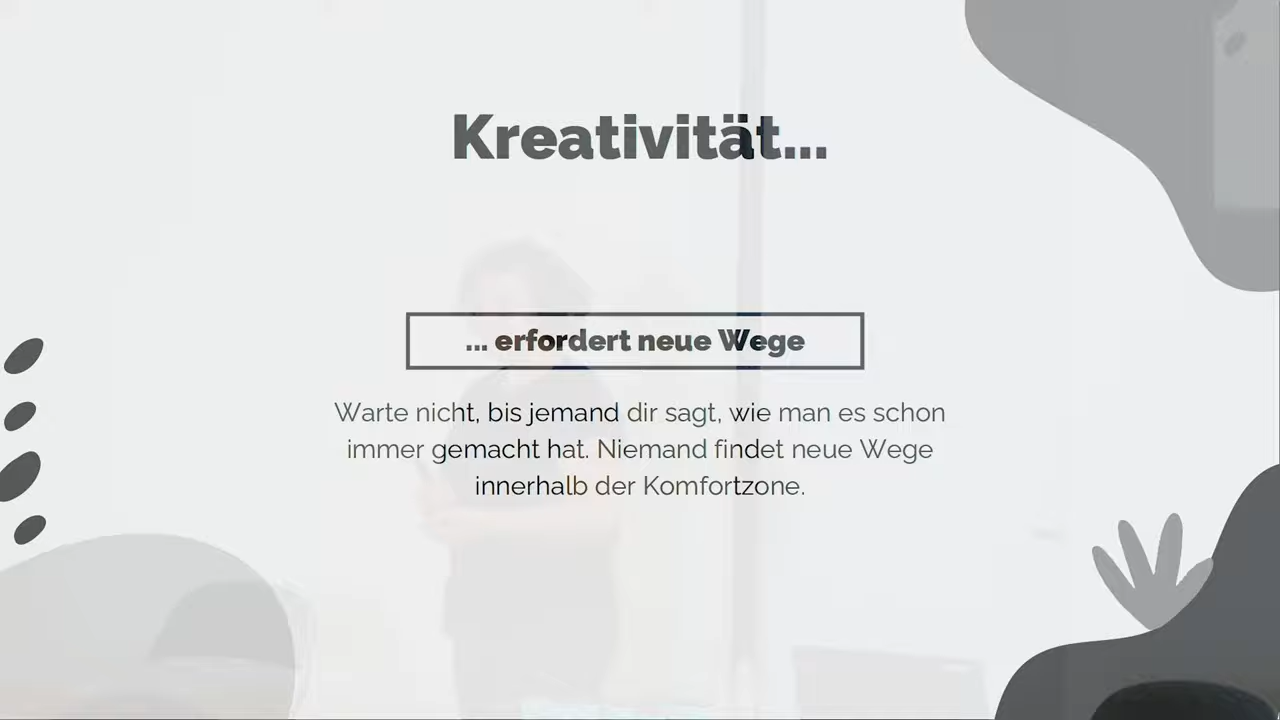 Kreativität...
... erfordert neue Wege
Warte nicht, bis jemand dir sagt, wie man es schon
immer gemacht hat. Niemand findet neue Wege
innerhalb der Komfortzone.